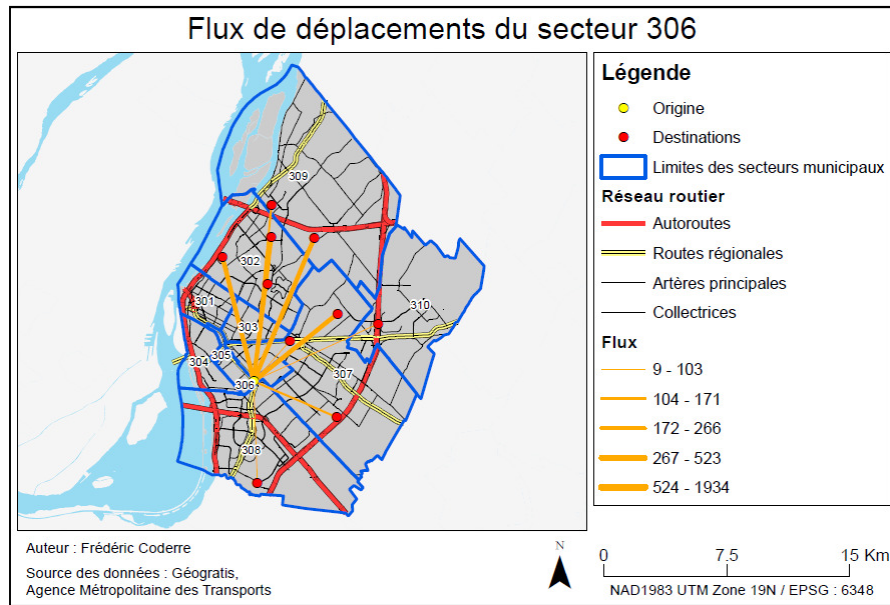 Flux de déplacements du secteur 306
309
302
301
310
303
304
305
306
307
308
Légende
Origine
Destinations
Limites des secteurs municipaux
Réseau routier
Autoroutes
Routes régionales
Artères principales
Collectrices
Flux
9 - 103
104 - 171
172 - 266
267 - 523
524 - 1934
Auteur : Frédéric Coderre
Source des données : Géogratis,
Agence Métropolitaine des Transports
N
0 7.5 15 Km
NAD1983 UTM Zone 19N / EPSG : 6348